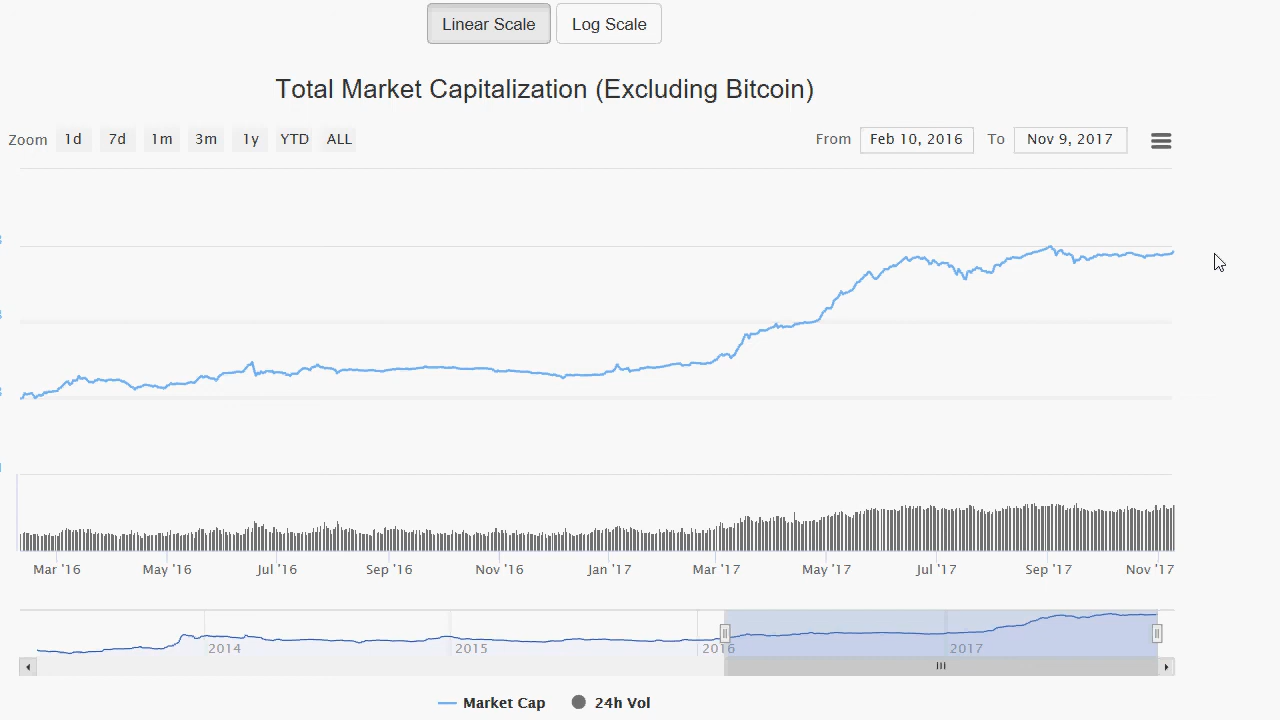 Linear Scale Log Scale
Total Market Capitalization (Excluding Bitcoin)
Zoom 1d 7d 1m 3m 1y YTD ALL From Feb 10, 2016 To Nov 9, 2017
Mar '16 May '16 Jul '16 Sep '16 Nov '16 Jan '17 Mar '17 May '17 Jul '17 Sep '17 Nov '17
2014 2015 2016 2017
Market Cap 24h Vol